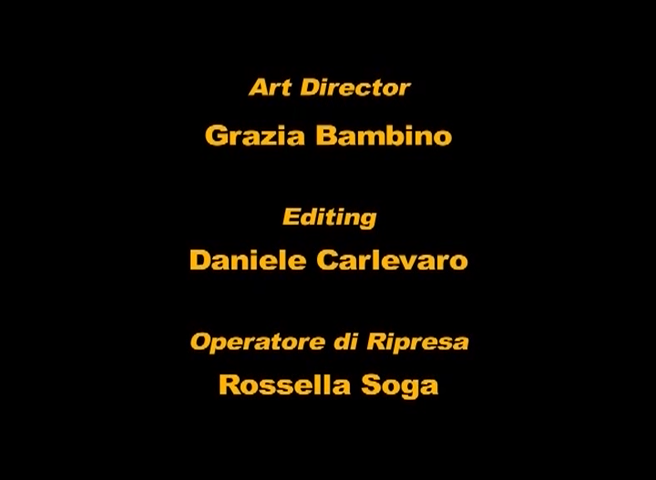 Art Director
Grazia Bambino
Editing
Daniele Carlevaro
Operatore di Ripresa
Rossella Soga